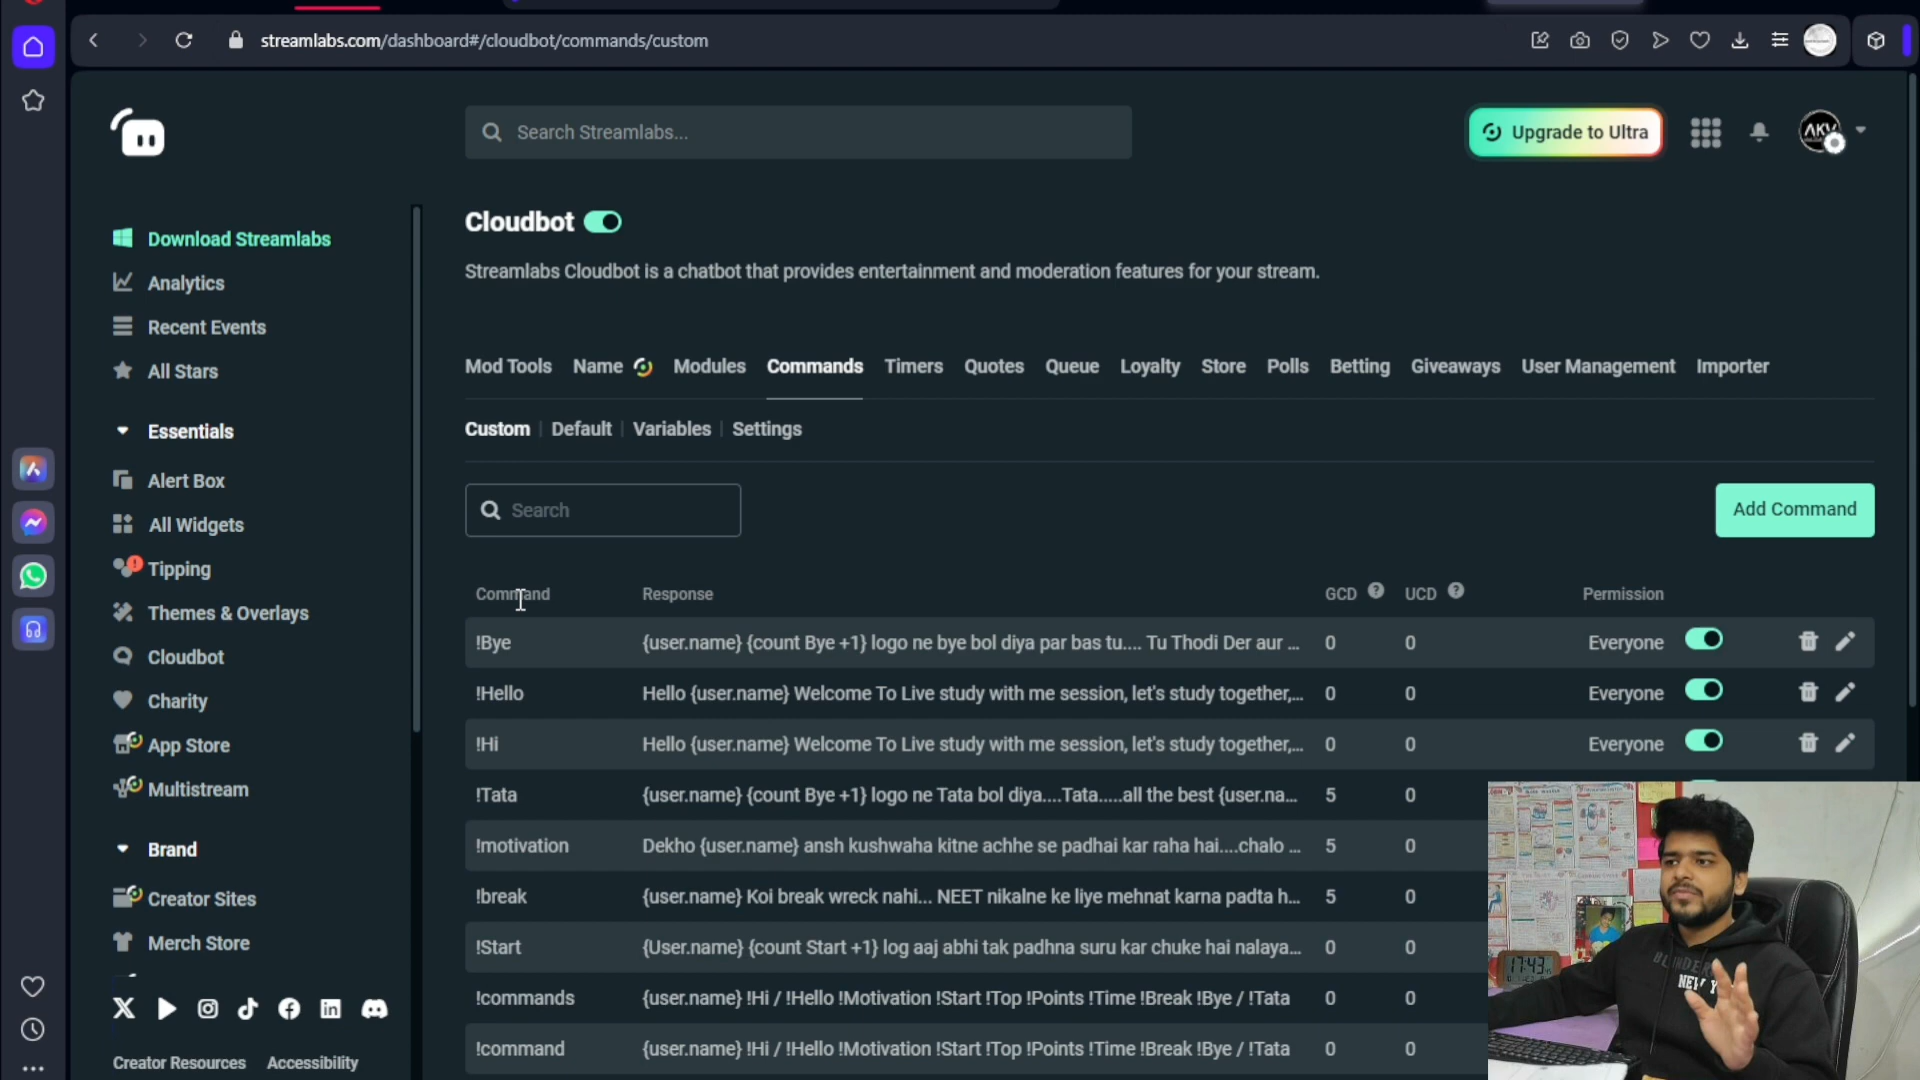 streamlabs.com/dashboard#/cloudbot/commands/custom
Search Streamlabs...
Upgrade to Ultra
AKV
Download Streamlabs
Analytics
Recent Events
All Stars
Essentials
Alert Box
All Widgets
Tipping
Themes & Overlays
Cloudbot
Charity
App Store
Multistream
Brand
Creator Sites
Merch Store
Creator Resources Accessibility
Cloudbot
Streamlabs Cloudbot is a chatbot that provides entertainment and moderation features for your stream.
Mod Tools Name Modules Commands Timers Quotes Queue Loyalty Store Polls Betting Giveaways User Management Importer
Custom Default Variables Settings
Search
Add Command
Command Response GCD ? UCD ? Permission
!Bye {user.name} {count Bye +1} logo ne bye bol diya par bas tu.... Tu Thodi Der aur ... 0 0 Everyone
!Hello Hello {user.name} Welcome To Live study with me session, let's study together,... 0 0 Everyone
!Hi Hello {user.name} Welcome To Live study with me session, let's study together,... 0 0 Everyone
!Tata {user.name} {count Bye +1} logo ne Tata bol diya....Tata.....all the best {user.na... 5 0
!motivation Dekho {user.name} ansh kushwaha kitne achhe se padhai kar raha hai....chalo ... 5 0
!break {user.name} Koi break wreck nahi... NEET nikalne ke liye mehnat karna padta h... 5 0
!Start {User.name} {count Start +1} log aaj abhi tak padhna suru kar chuke hai nalaya... 0 0
!commands {user.name} !Hi / !Hello !Motivation !Start !Top !Points !Time !Break !Bye / !Tata 0 0
!command {user.name} !Hi / !Hello !Motivation !Start !Top !Points !Time !Break !Bye / !Tata 0 0
17:43